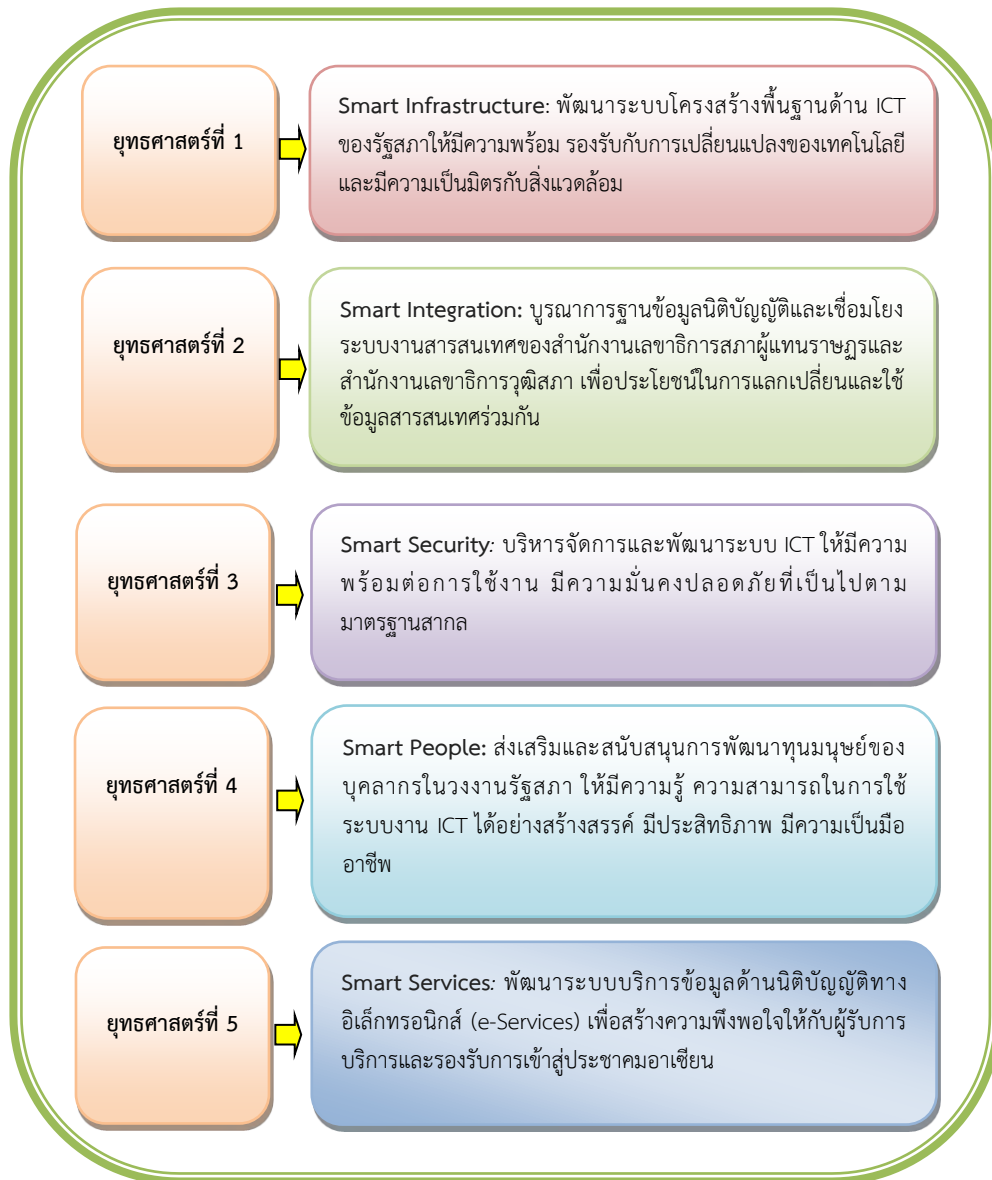 ยุทธศาสตร์ที่ 1
Smart Infrastructure: พัฒนาระบบโครงสร้างพื้นฐานด้าน ICT
ของรัฐสภาให้มีความพร้อม รองรับกับการเปลี่ยนแปลงของเทคโนโลยี
และมีความเป็นมิตรกับสิ่งแวดล้อม
ยุทธศาสตร์ที่ 2
Smart Integration: บูรณาการฐานข้อมูลนิติบัญญัติและเชื่อมโยง
ระบบงานสารสนเทศของสำนักงานเลขาธิการสภาผู้แทนราษฎรและ
สำนักงานเลขาธิการวุฒิสภา เพื่อประโยชน์ในการแลกเปลี่ยนและใช้
ข้อมูลสารสนเทศร่วมกัน
ยุทธศาสตร์ที่ 3
Smart Security: บริหารจัดการและพัฒนาระบบ ICT ให้มีความ
พร้อมต่อการใช้งาน มีความมั่นคงปลอดภัยที่เป็นไปตาม
มาตรฐานสากล
ยุทธศาสตร์ที่ 4
Smart People: ส่งเสริมและสนับสนุนการพัฒนาทุนมนุษย์ของ
บุคลากรในวงงานรัฐสภา ให้มีความรู้ ความสามารถในการใช้
ระบบงาน ICT ได้อย่างสร้างสรรค์ มีประสิทธิภาพ มีความเป็นมือ
อาชีพ
ยุทธศาสตร์ที่ 5
Smart Services: พัฒนาระบบบริการข้อมูลด้านนิติบัญญัติทาง
อิเล็กทรอนิกส์ (e-Services) เพื่อสร้างความพึงพอใจให้กับผู้รับการ
บริการและรองรับการเข้าสู่ประชาคมอาเซียน